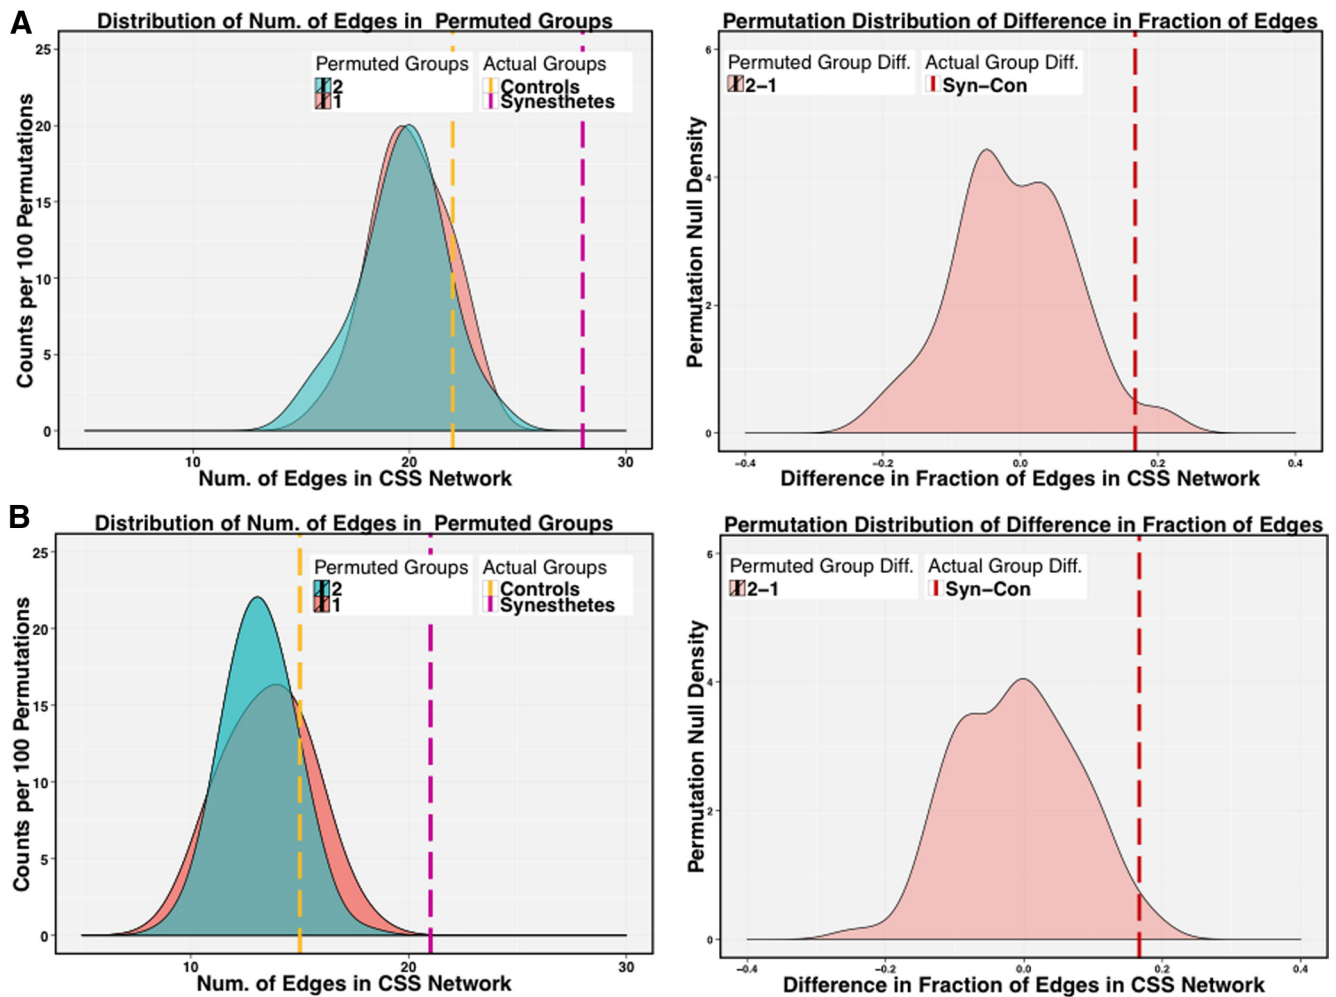 A
Distribution of Num. of Edges in Permuted Groups
Counts per 100 Permutations
25
20
15
10
5
0
Permuted Groups
2
1
Actual Groups
Controls
Synesthetes
10
20
30
Num. of Edges in CSS Network
Permutation Distribution of Difference in Fraction of Edges
Permutation Null Density
6
4
2
0
Permuted Group Diff.
2−1
Actual Group Diff.
Syn−Con
−0.4
−0.2
0.0
0.2
0.4
Difference in Fraction of Edges in CSS Network
B
Distribution of Num. of Edges in Permuted Groups
Counts per 100 Permutations
25
20
15
10
5
0
Permuted Groups
2
1
Actual Groups
Controls
Synesthetes
10
20
30
Num. of Edges in CSS Network
Permutation Distribution of Difference in Fraction of Edges
Permutation Null Density
6
4
2
0
Permuted Group Diff.
2−1
Actual Group Diff.
Syn−Con
−0.4
−0.2
0.0
0.2
0.4
Difference in Fraction of Edges in CSS Network